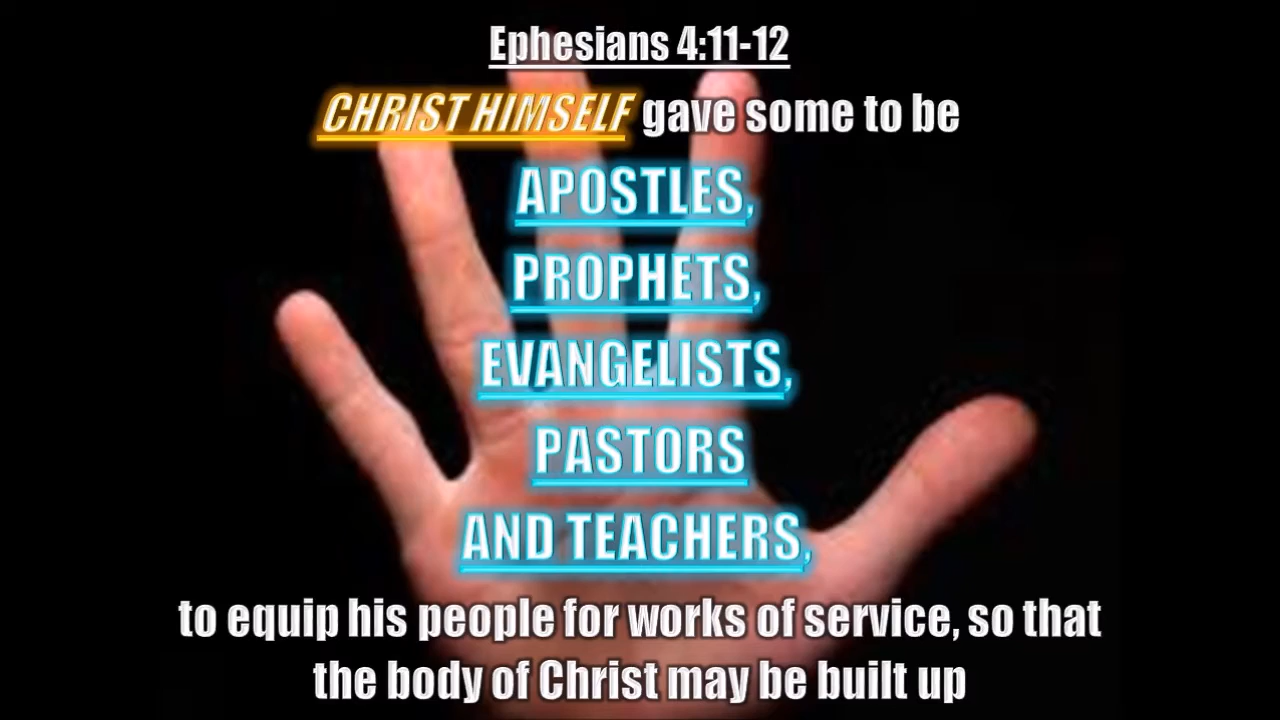 Ephesians 4:11-12
CHRIST HIMSELF gave some to be
APOSTLES,
PROPHETS,
EVANGELISTS,
PASTORS
AND TEACHERS,
to equip his people for works of service, so that
the body of Christ may be built up